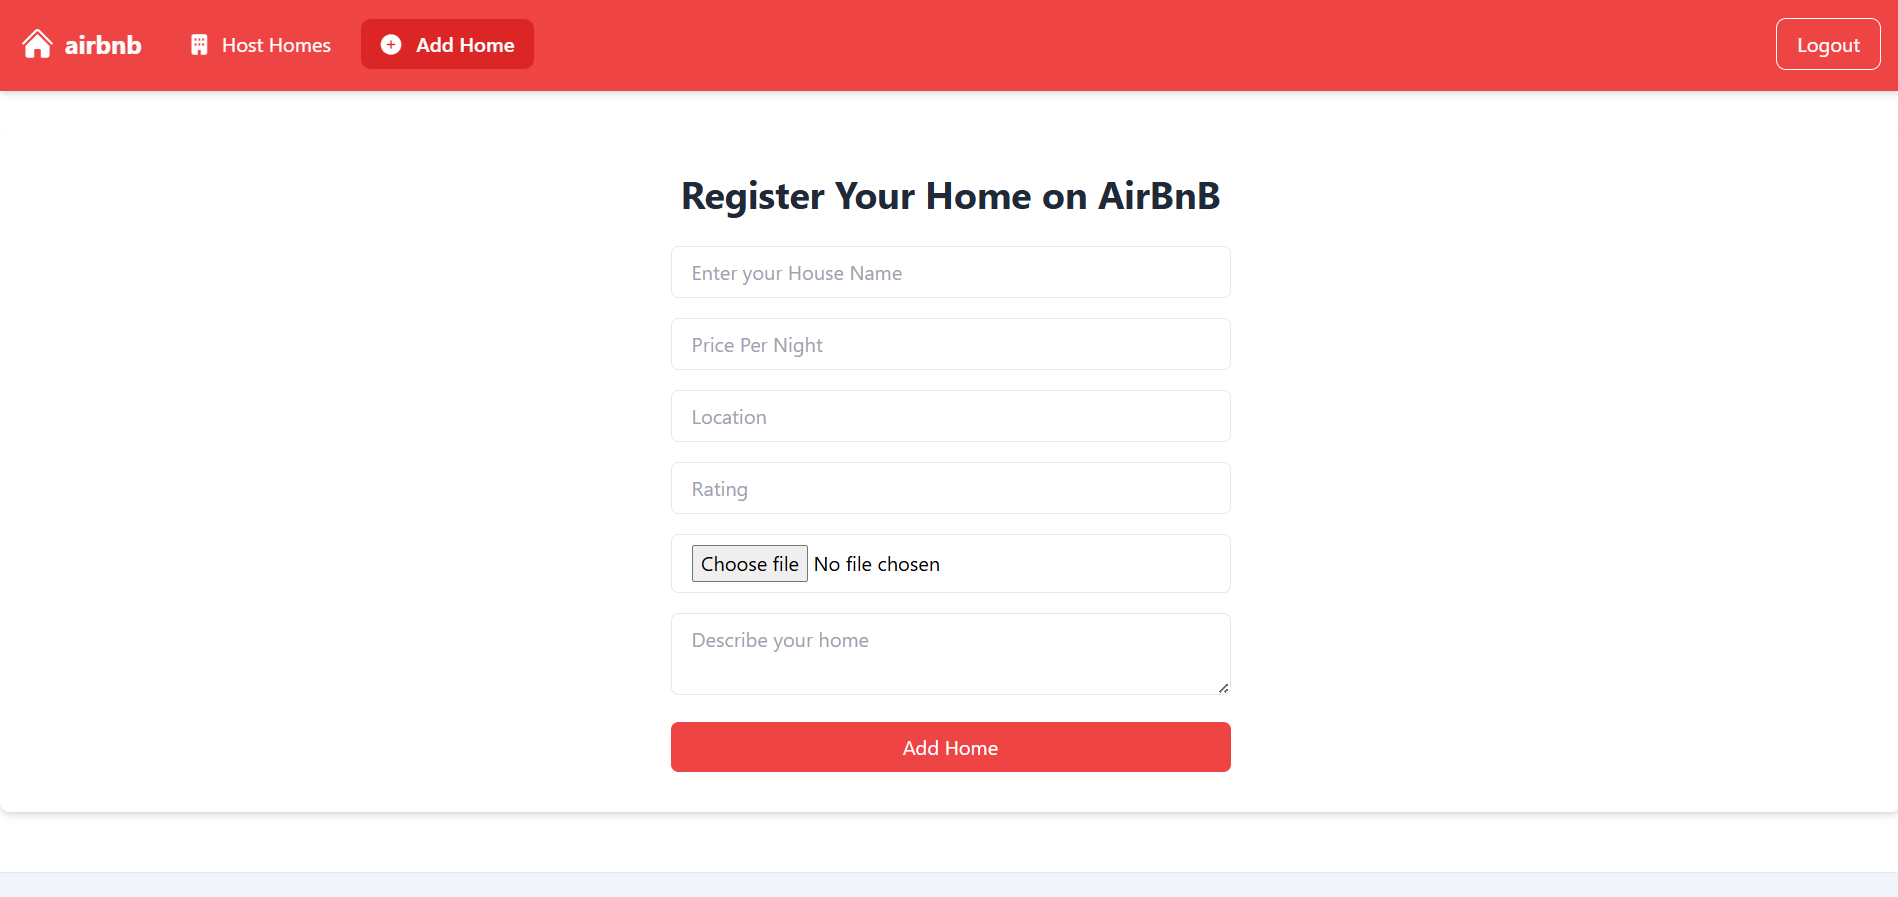 airbnb
Host Homes
Add Home
Logout
Register Your Home on AirBnB
Enter your House Name
Price Per Night
Location
Rating
Choose file No file chosen
Describe your home
Add Home